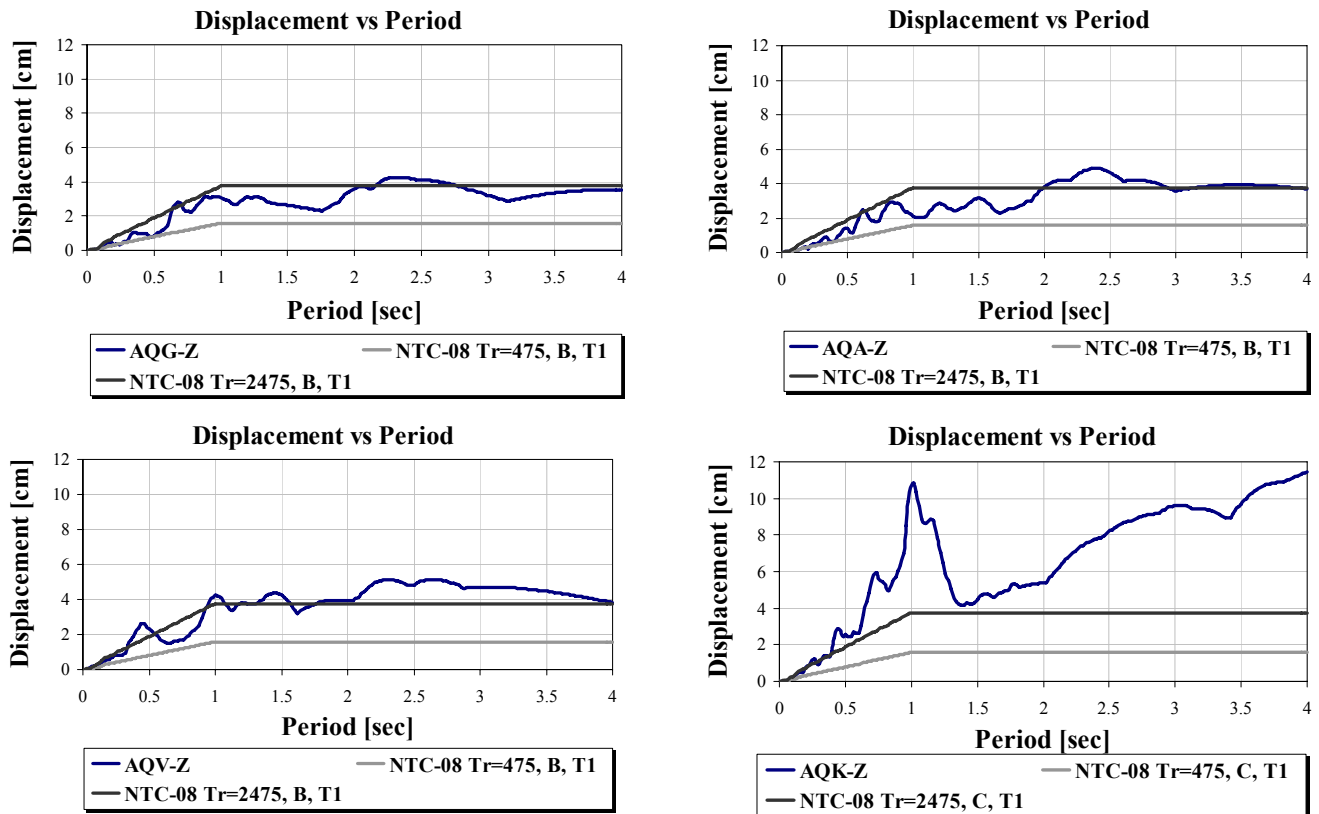 Displacement vs Period
Displacement [cm]
12
10
8
6
4
2
0
0 0.5 1 1.5 2 2.5 3 3.5 4
Period [sec]
AQG-Z NTC-08 Tr=475, B, T1
NTC-08 Tr=2475, B, T1
Displacement vs Period
Displacement [cm]
12
10
8
6
4
2
0
0 0.5 1 1.5 2 2.5 3 3.5 4
Period [sec]
AQA-Z NTC-08 Tr=475, B, T1
NTC-08 Tr=2475, B, T1
Displacement vs Period
Displacement [cm]
12
10
8
6
4
2
0
0 0.5 1 1.5 2 2.5 3 3.5 4
Period [sec]
AQV-Z NTC-08 Tr=475, B, T1
NTC-08 Tr=2475, B, T1
Displacement vs Period
Displacement [cm]
12
10
8
6
4
2
0
0 0.5 1 1.5 2 2.5 3 3.5 4
Period [sec]
AQK-Z NTC-08 Tr=475, C, T1
NTC-08 Tr=2475, C, T1